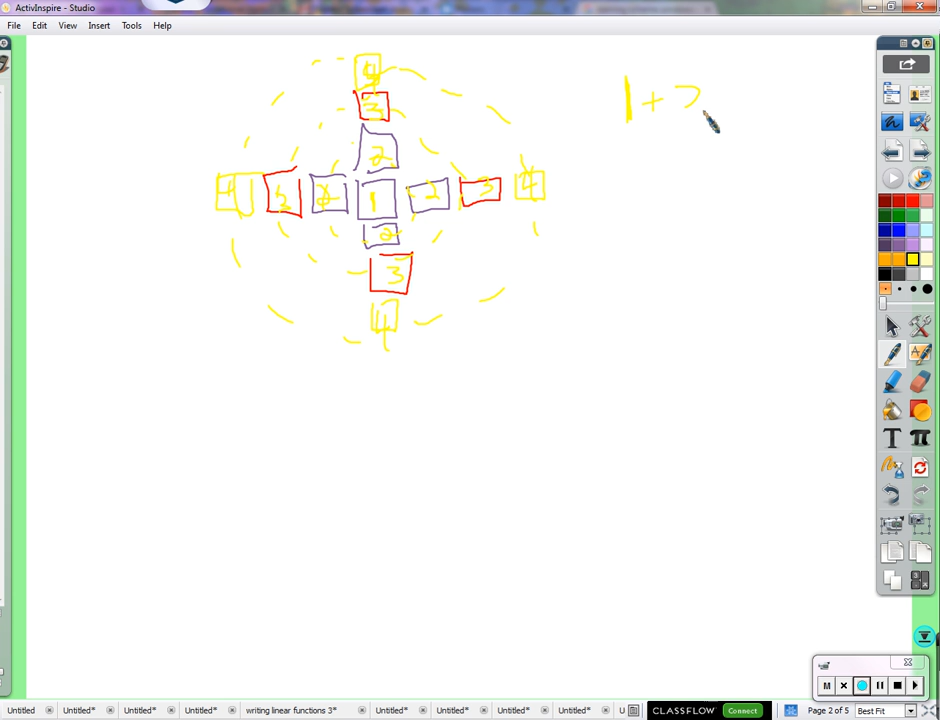 ActivInspire - Studio
File Edit View Insert Tools Help
4
3
2
4 3 2 1 2 3 4
2
3
4
1 + 2
T π
M
Untitled Untitled* Untitled* Untitled* writing linear functions 3* Untitled* Untitled* Untitled* Untitled* U CLASSFLOW Connect Page 2 of 5 Best Fit